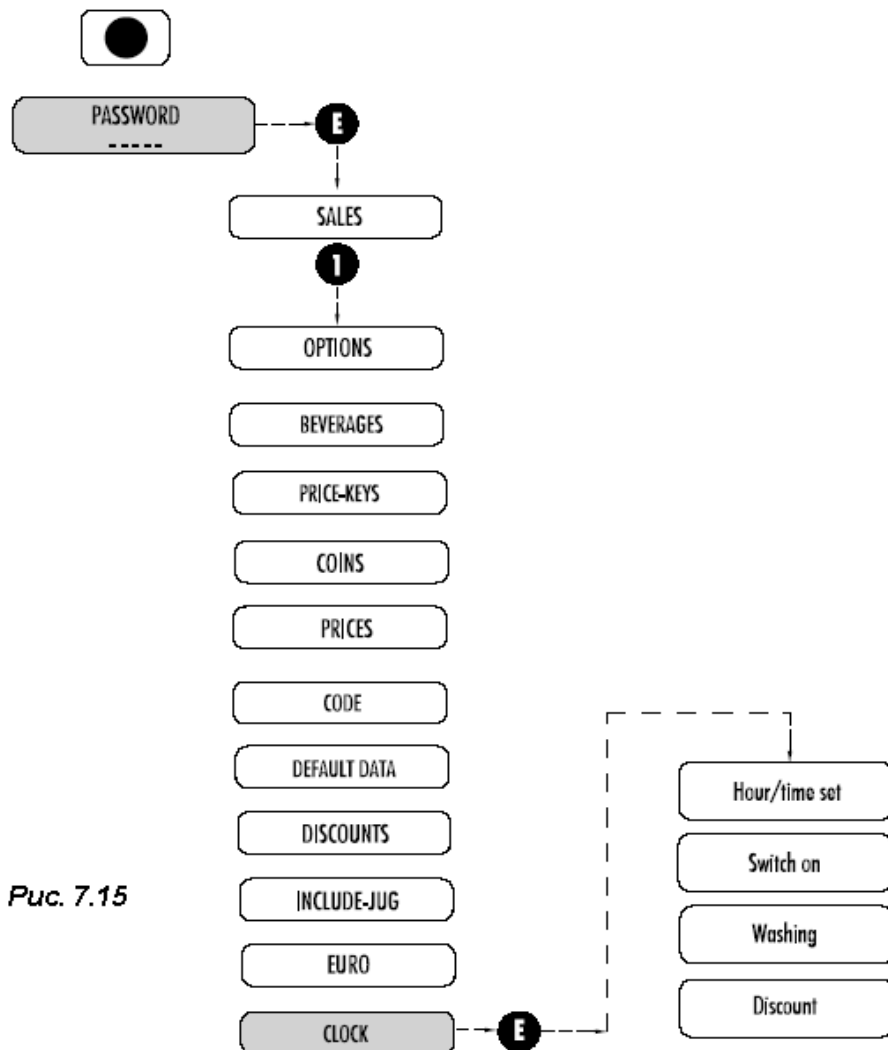 PASSWORD
-----
E
SALES
1
OPTIONS
BEVERAGES
PRICE-KEYS
COINS
PRICES
CODE
DEFAULT DATA
DISCOUNTS
INCLUDE-JUG
EURO
CLOCK
E
Hour/time set
Switch on
Washing
Discount
Рис. 7.15